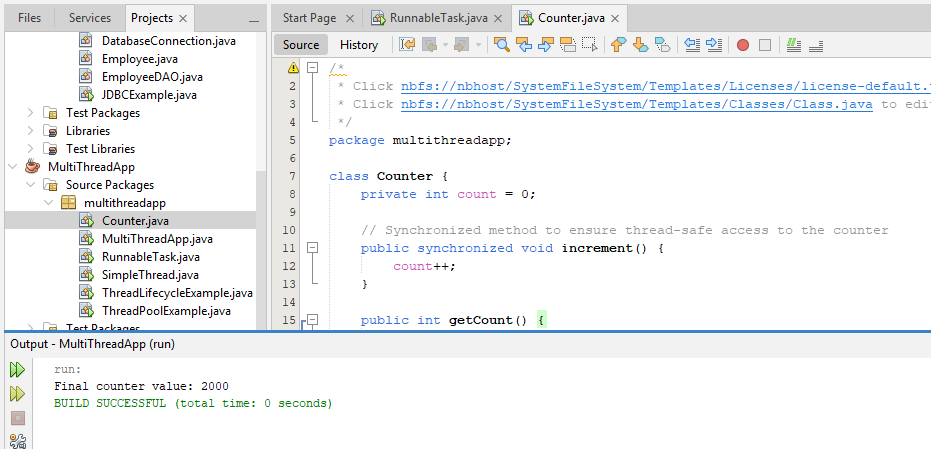 Files Services Projects
DatabaseConnection.java
Employee.java
EmployeeDAO.java
JDBCExample.java
Test Packages
Libraries
Test Libraries
MultiThreadApp
Source Packages
multithreadapp
Counter.java
MultiThreadApp.java
RunnableTask.java
SimpleThread.java
ThreadLifecycleExample.java
ThreadPoolExample.java
Test Packages
Start Page RunnableTask.java Counter.java
Source History
/*
2 * Click nbfs://nbhost/SystemFileSystem/Templates/Licenses/license-default.
3 * Click nbfs://nbhost/SystemFileSystem/Templates/Classes/Class.java to edi
4 */
5 package multithreadapp;
6
7 class Counter {
8 private int count = 0;
9
10 // Synchronized method to ensure thread-safe access to the counter
11 public synchronized void increment() {
12 count++;
13 }
14
15 public int getCount() {
Output - MultiThreadApp (run)
run:
Final counter value: 2000
BUILD SUCCESSFUL (total time: 0 seconds)